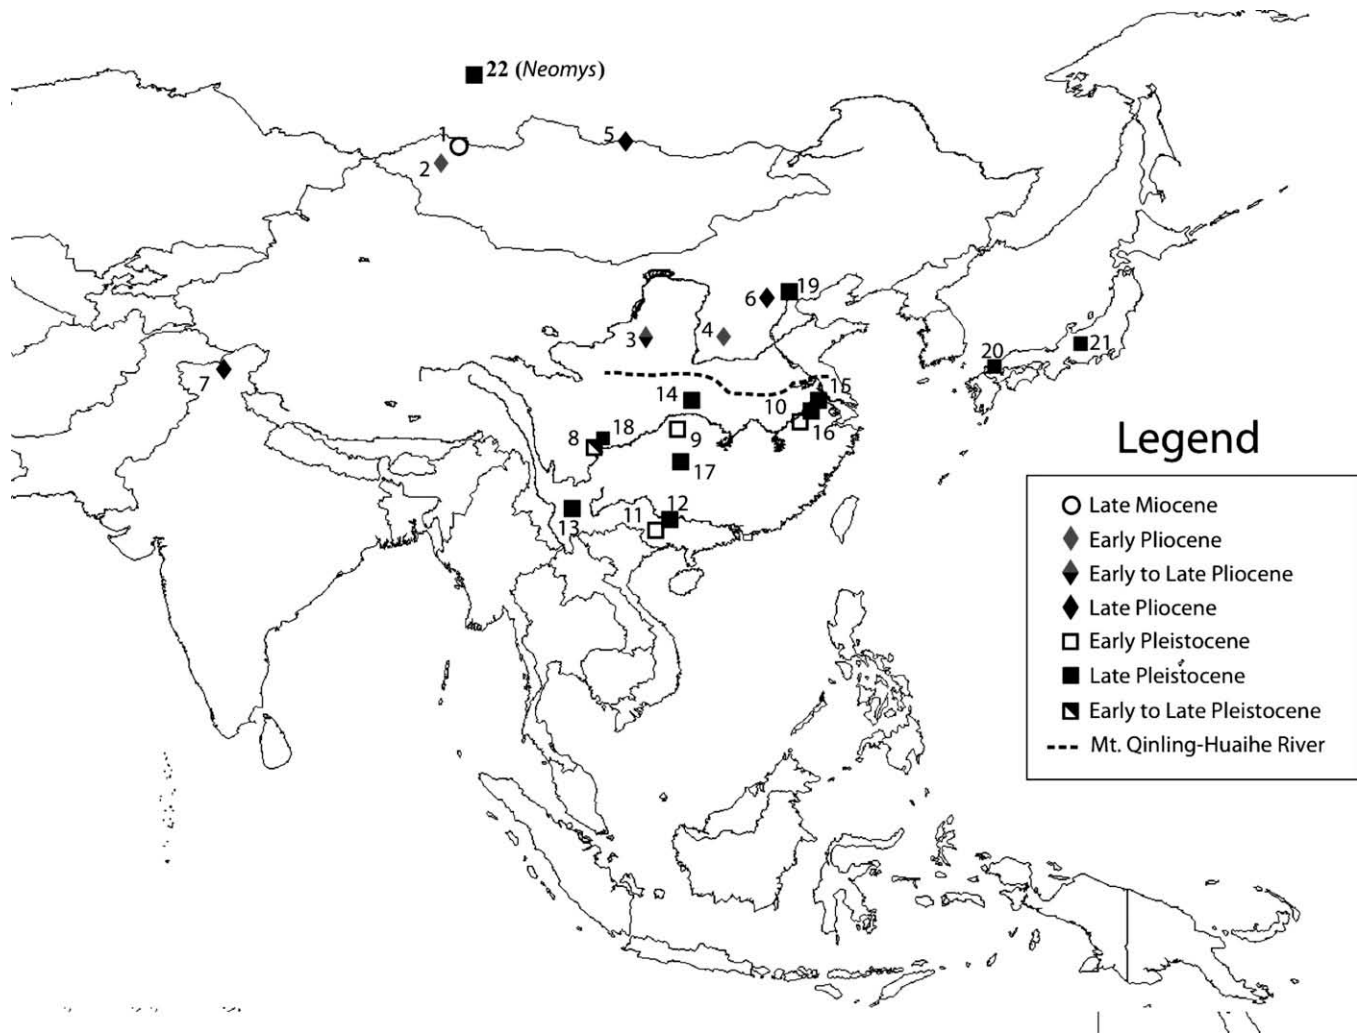 22 (Neomys)
1
5
2
19
6
3
4
7
20
21
14
15
10
18
8
9
16
17
12
11
13
Legend
Late Miocene
Early Pliocene
Early to Late Pliocene
Late Pliocene
Early Pleistocene
Late Pleistocene
Early to Late Pleistocene
Mt. Qinling-Huaihe River